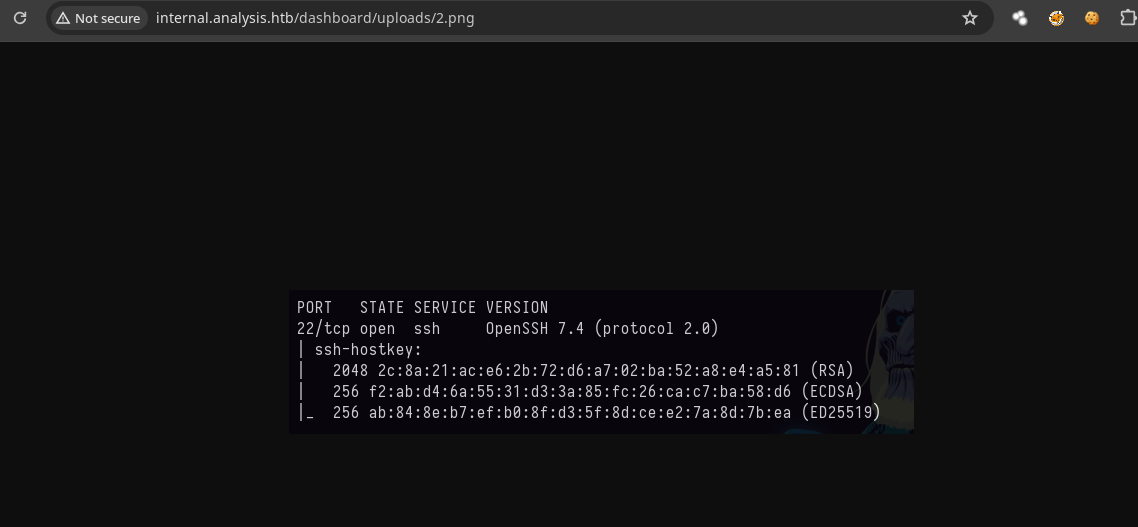 Not secure internal.analysis.htb/dashboard/uploads/2.png
PORT   STATE SERVICE VERSION
22/tcp open  ssh     OpenSSH 7.4 (protocol 2.0)
| ssh-hostkey:
|   2048 2c:8a:21:ac:e6:2b:72:d6:a7:02:ba:52:a8:e4:a5:81 (RSA)
|   256 f2:ab:d4:6a:55:31:d3:3a:85:fc:26:ca:c7:ba:58:d6 (ECDSA)
|_  256 ab:84:8e:b7:ef:b0:8f:d3:5f:8d:ce:e2:7a:8d:7b:ea (ED25519)